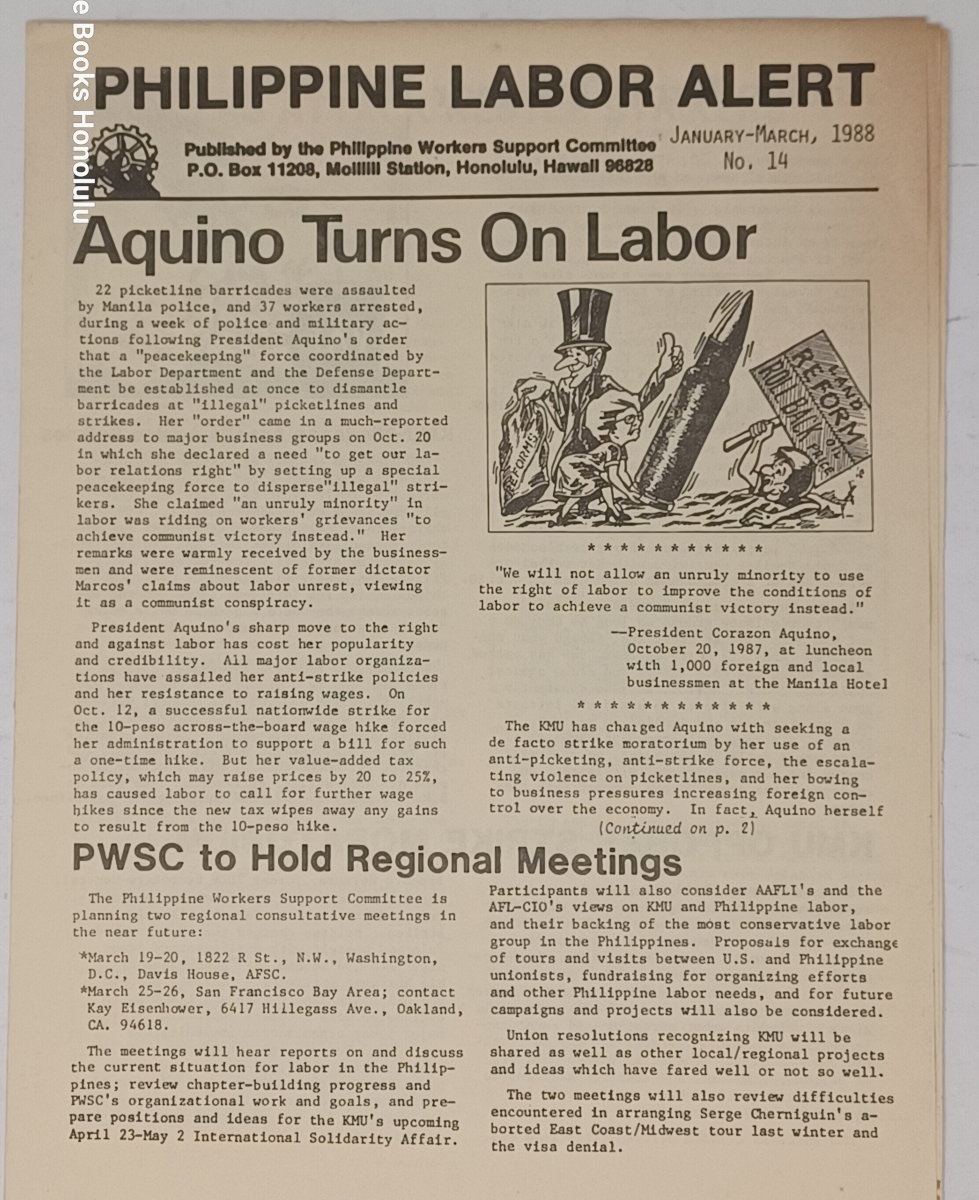 e Books Honolulu
PHILIPPINE LABOR ALERT
Published by the Philippine Workers Support Committee
P.O. Box 11208, Moiliili Station, Honolulu, Hawaii 96828
JANUARY-MARCH, 1988
No. 14
Aquino Turns On Labor
22 picketline barricades were assaulted
by Manila police, and 37 workers arrested,
during a week of police and military ac-
tions following President Aquino's order
that a "peacekeeping" force coordinated by
the Labor Department and the Defense Depart-
ment be established at once to dismantle
barricades at "illegal" picketlines and
strikes. Her "order" came in a much-reported
address to major business groups on Oct. 20
in which she declared a need "to get our la-
bor relations right" by setting up a special
peacekeeping force to disperse"illegal" stri-
kers. She claimed "an unruly minority" in
labor was riding on workers' grievances "to
achieve communist victory instead." Her
remarks were warmly received by the business-
men and were reminescent of former dictator
Marcos' claims about labor unrest, viewing
it as a communist conspiracy.
President Aquino's sharp move to the right
and against labor has cost her popularity
and credibility. All major labor organiza-
tions have assailed her anti-strike policies
and her resistance to raising wages. On
Oct. 12, a successful nationwide strike for
the 10-peso across-the-board wage hike forced
her administration to support a bill for such
a one-time hike. But her value-added tax
policy, which may raise prices by 20 to 25%,
has caused labor to call for further wage
hikes since the new tax wipes away any gains
to result from the 10-peso hike.
REFORMS
LAND
REFORM
ROLLBACK OIL
PRICE
* * * * * * * * * * *
"We will not allow an unruly minority to use
the right of labor to improve the conditions of
labor to achieve a communist victory instead."
--President Corazon Aquino,
October 20, 1987, at luncheon
with 1,000 foreign and local
businessmen at the Manila Hotel
* * * * * * * * * * * *
The KMU has charged Aquino with seeking a
de facto strike moratorium by her use of an
anti-picketing, anti-strike force, the escala-
ting violence on picketlines, and her bowing
to business pressures increasing foreign con-
trol over the economy. In fact, Aquino herself
(Continued on p. 2)
PWSC to Hold Regional Meetings
The Philippine Workers Support Committee is
planning two regional consultative meetings in
the near future:
*March 19-20, 1822 R St., N.W., Washington,
D.C., Davis House, AFSC.
*March 25-26, San Francisco Bay Area; contact
Kay Eisenhower, 6417 Hillegass Ave., Oakland,
CA. 94618.
The meetings will hear reports on and discuss
the current situation for labor in the Philip-
pines; review chapter-building progress and
PWSC's organizational work and goals, and pre-
pare positions and ideas for the KMU's upcoming
April 23-May 2 International Solidarity Affair.
Participants will also consider AAFLI's and the
AFL-CIO's views on KMU and Philippine labor,
and their backing of the most conservative labor
group in the Philippines. Proposals for exchange
of tours and visits between U.S. and Philippine
unionists, fundraising for organizing efforts
and other Philippine labor needs, and for future
campaigns and projects will also be considered.
Union resolutions recognizing KMU will be
shared as well as other local/regional projects
and ideas which have fared well or not so well.
The two meetings will also review difficulties
encountered in arranging Serge Cherniguin's a-
borted East Coast/Midwest tour last winter and
the visa denial.